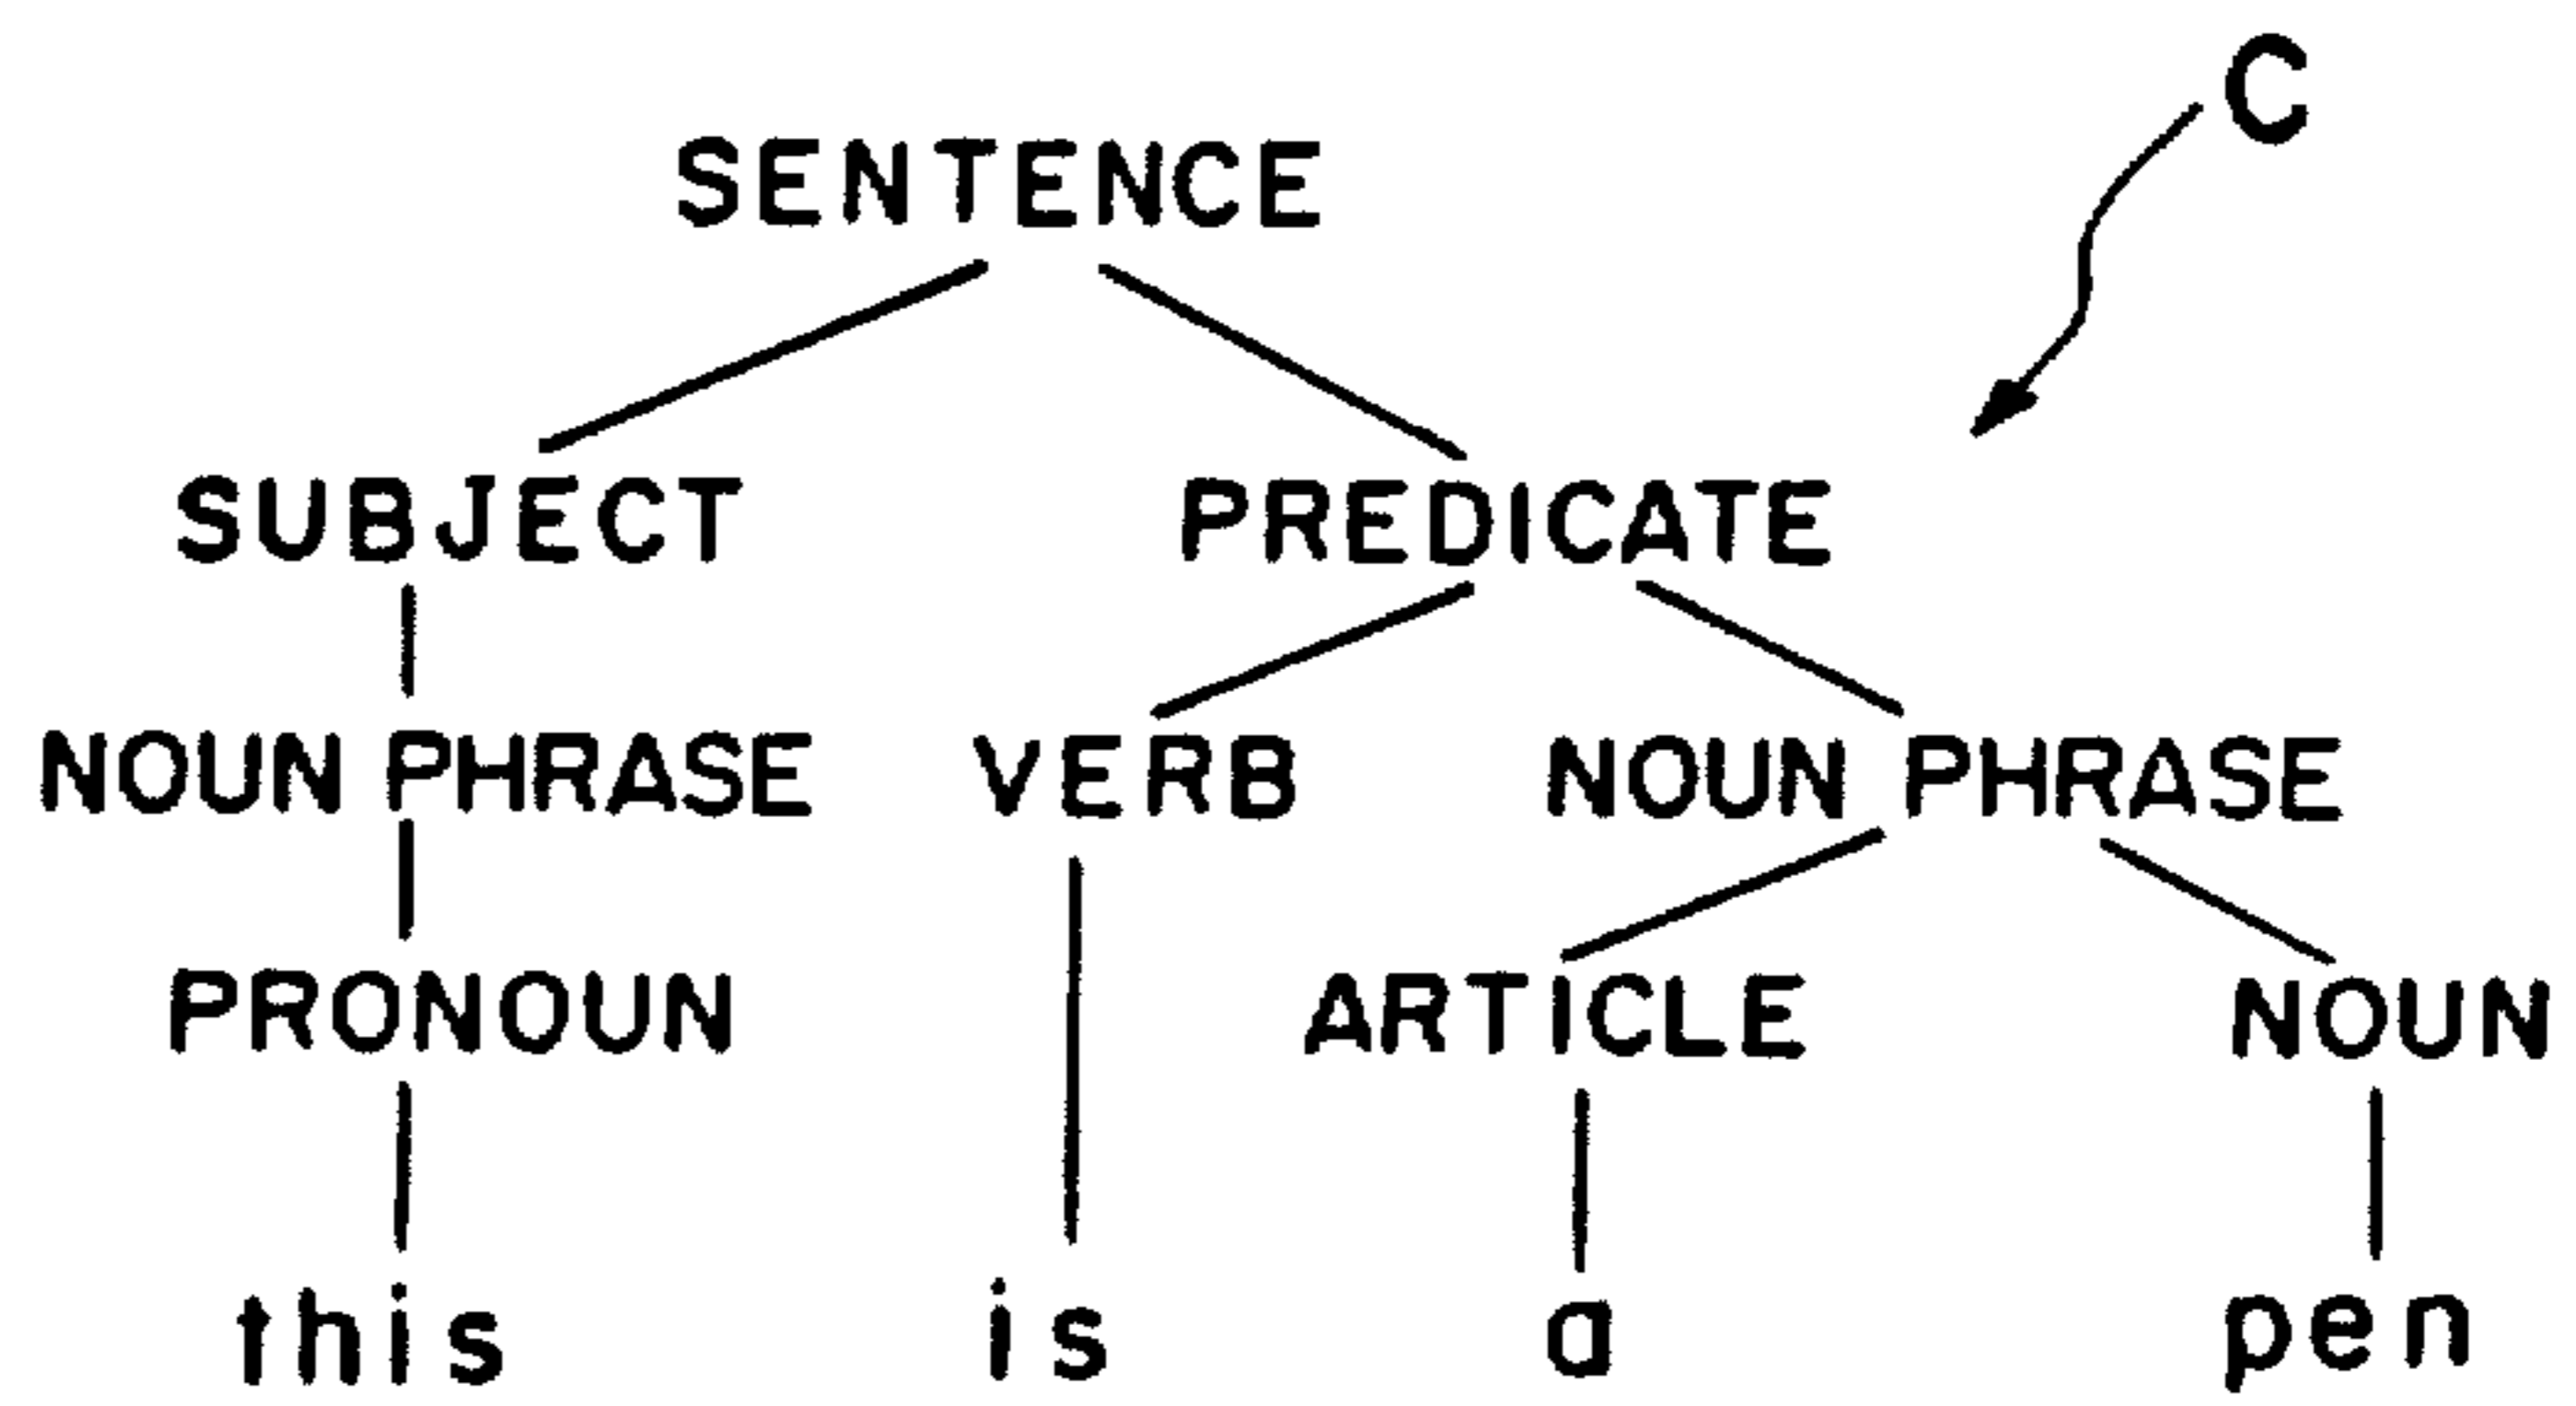 C
SENTENCE
SUBJECT PREDICATE
NOUN PHRASE VERB NOUN PHRASE
PRONOUN ARTICLE NOUN
this is a pen